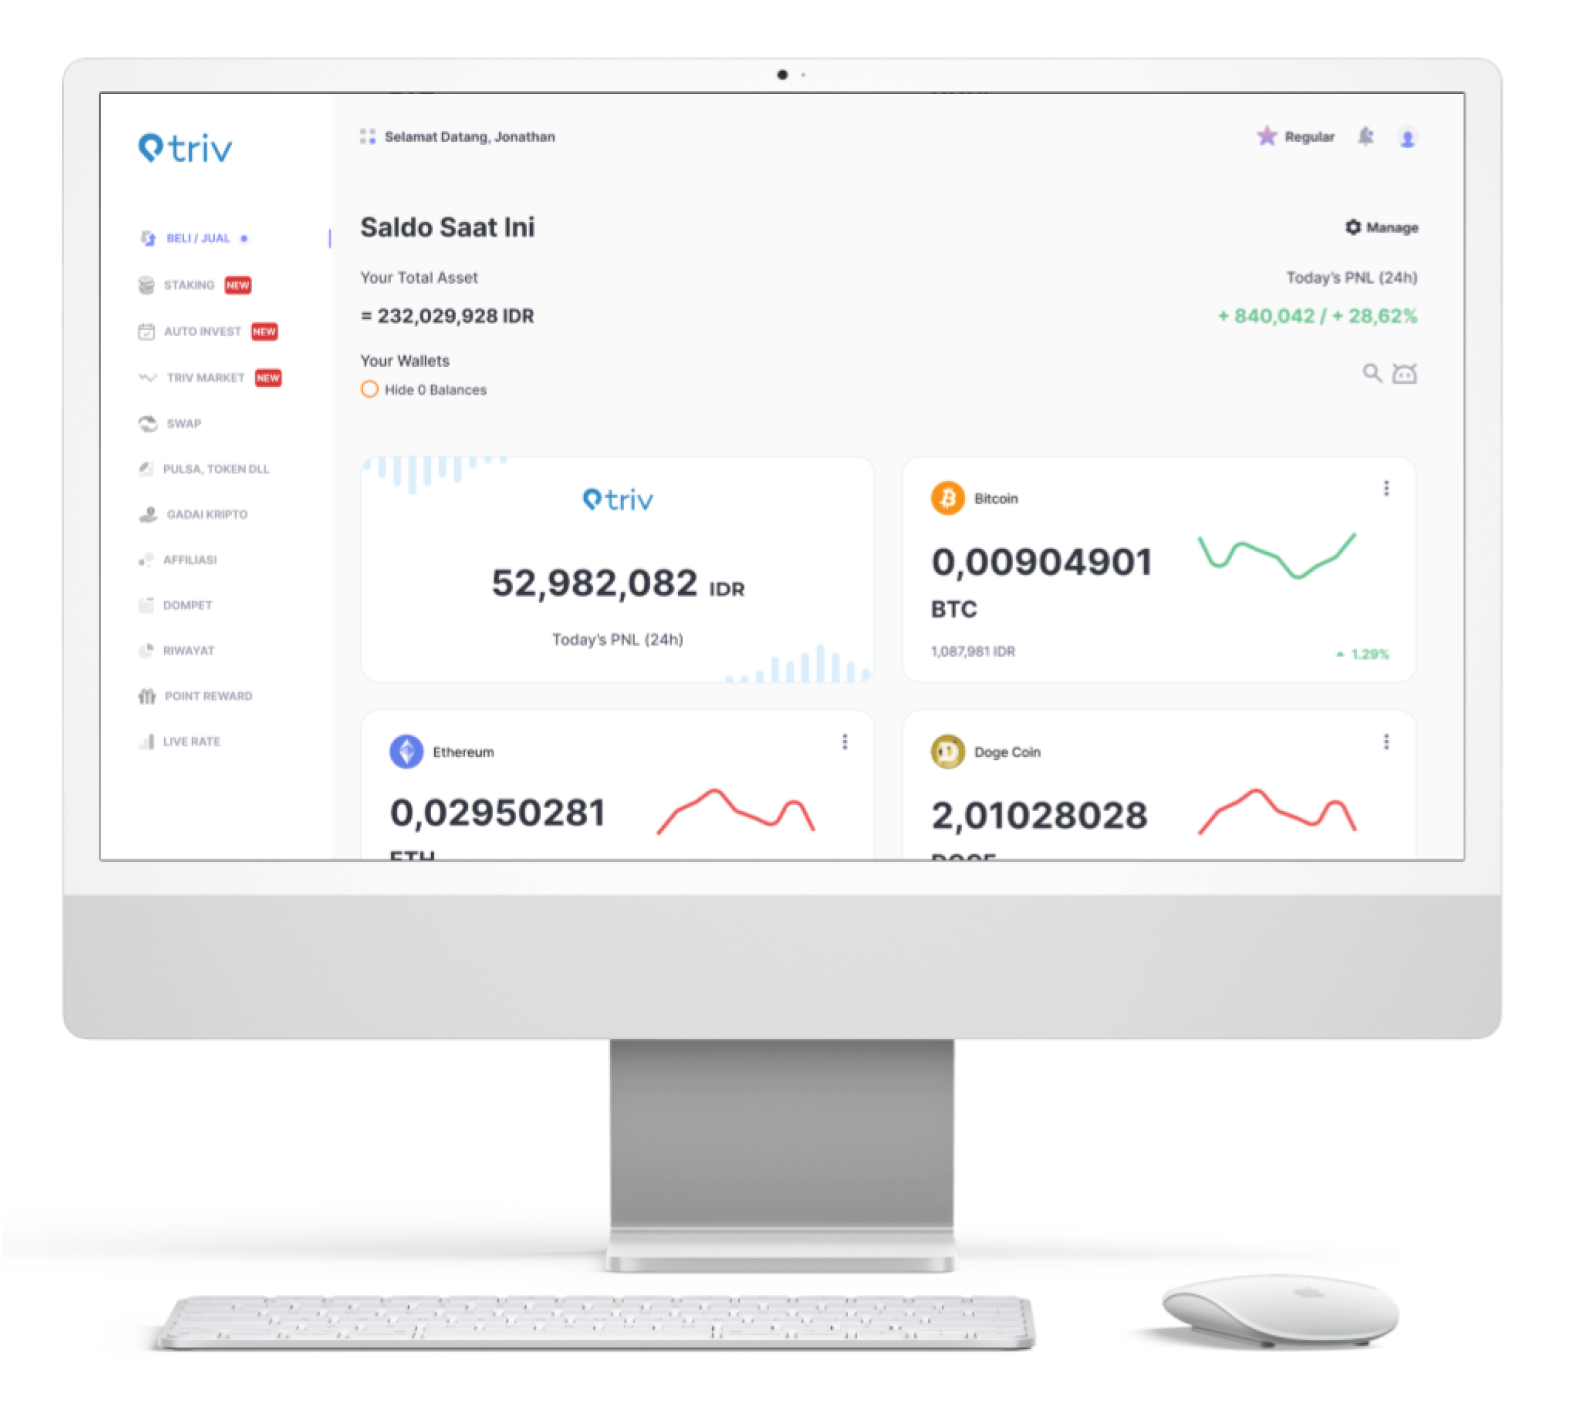 triv
Selamat Datang, Jonathan
Regular
BELI / JUAL
STAKING NEW
AUTO INVEST NEW
TRIV MARKET NEW
SWAP
PULSA, TOKEN DLL
GADAI KRIPTO
AFFILIASI
DOMPET
RIWAYAT
POINT REWARD
LIVE RATE
Saldo Saat Ini
Manage
Your Total Asset
Today's PNL (24h)
= 232,029,928 IDR
+ 840,042 / + 28,62%
Your Wallets
Hide 0 Balances
triv
52,982,082 IDR
Today's PNL (24h)
Bitcoin
0,00904901
BTC
1,087,981 IDR
1.29%
Ethereum
0,02950281
ETH
Doge Coin
2,01028028
DOGE